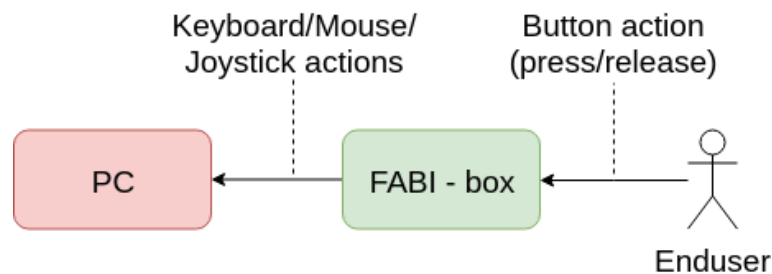 Keyboard/Mouse/
Joystick actions
Button action
(press/release)
PC
FABI - box
Enduser